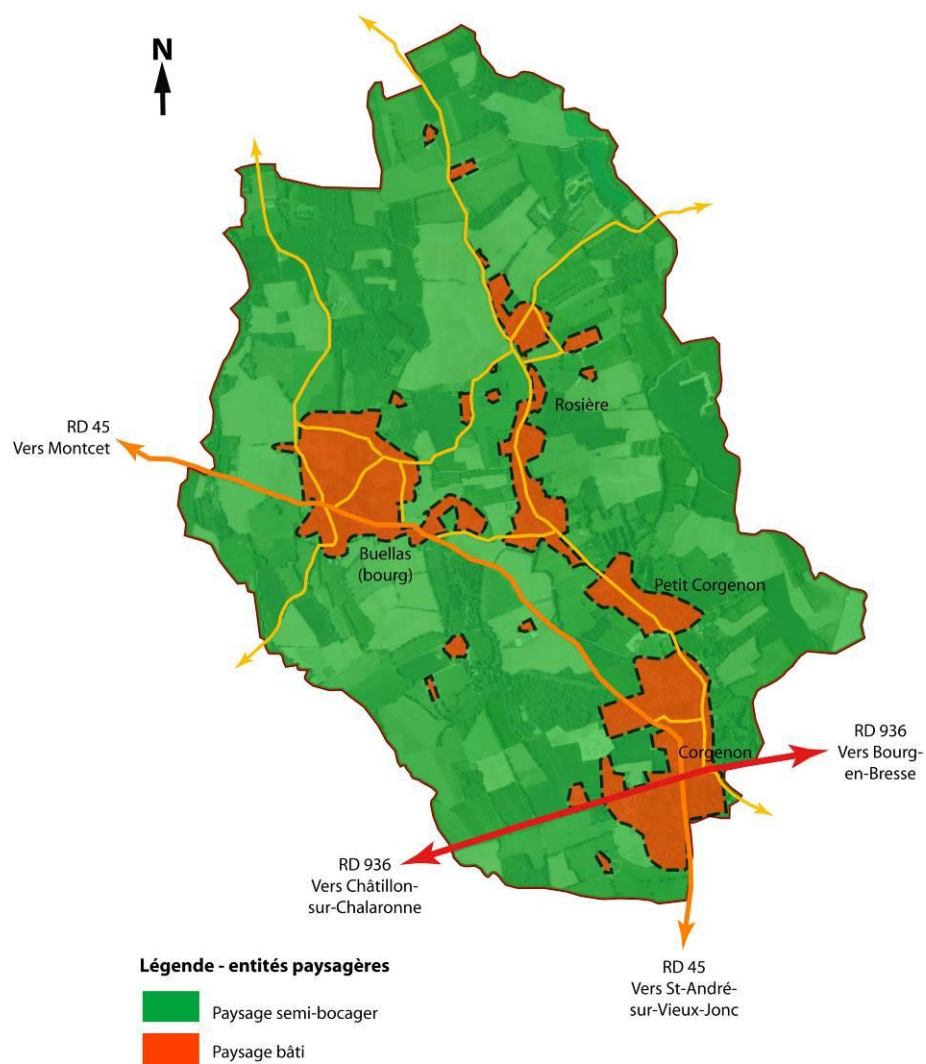 N
RD 45
Vers Montcet
Rosière
Buellas
(bourg)
Petit Corgenon
Corgenon
RD 936
Vers Bourg-
en-Bresse
RD 936
Vers Châtillon-
sur-Chalaronne
RD 45
Vers St-André-
sur-Vieux-Jonc
Légende - entités paysagères
Paysage semi-bocager
Paysage bâti